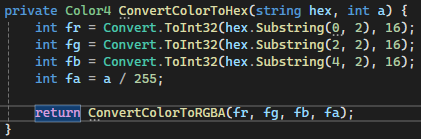 private Color4 ConvertColorToHex(string hex, int a) {
int fr = Convert.ToInt32(hex.Substring(0, 2), 16);
int fg = Convert.ToInt32(hex.Substring(2, 2), 16);
int fb = Convert.ToInt32(hex.Substring(4, 2), 16);
int fa = a / 255;
return ConvertColorToRGBA(fr, fg, fb, fa);
}